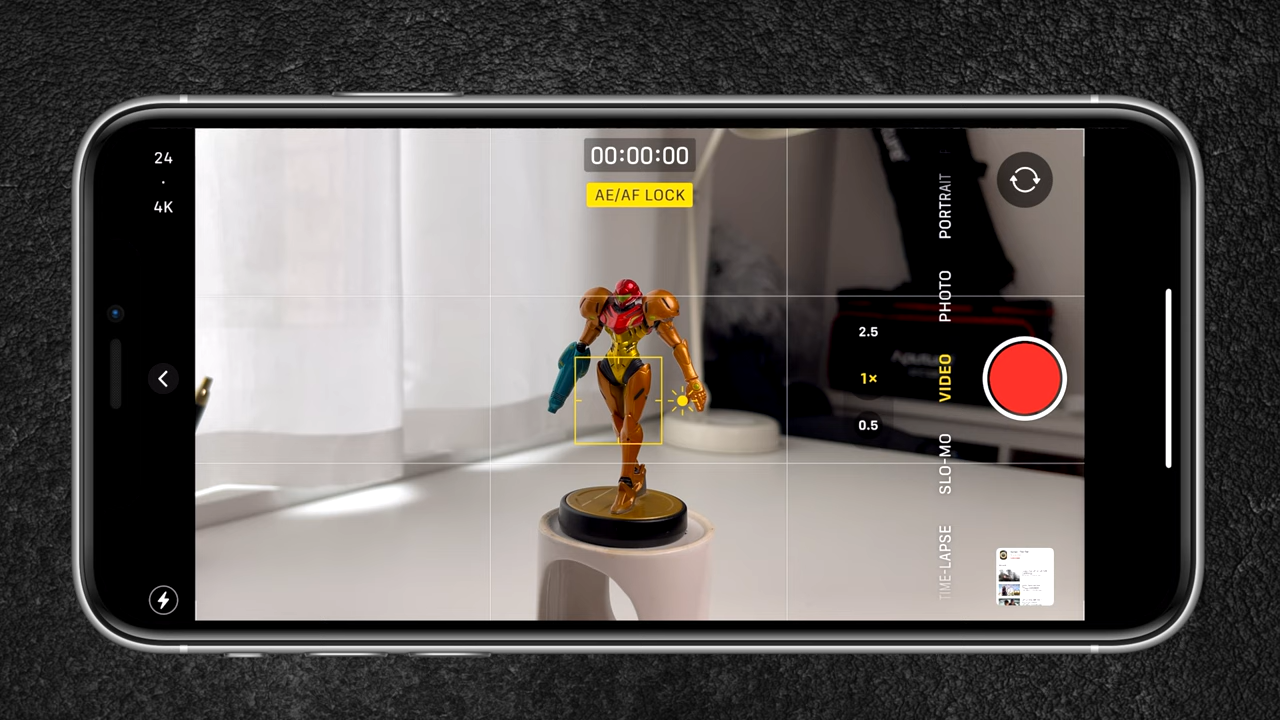 24
·
4K
00:00:00
AE/AF LOCK
2.5
1×
0.5
PORTRAIT
PHOTO
VIDEO
SLO-MO
TIME-LAPSE